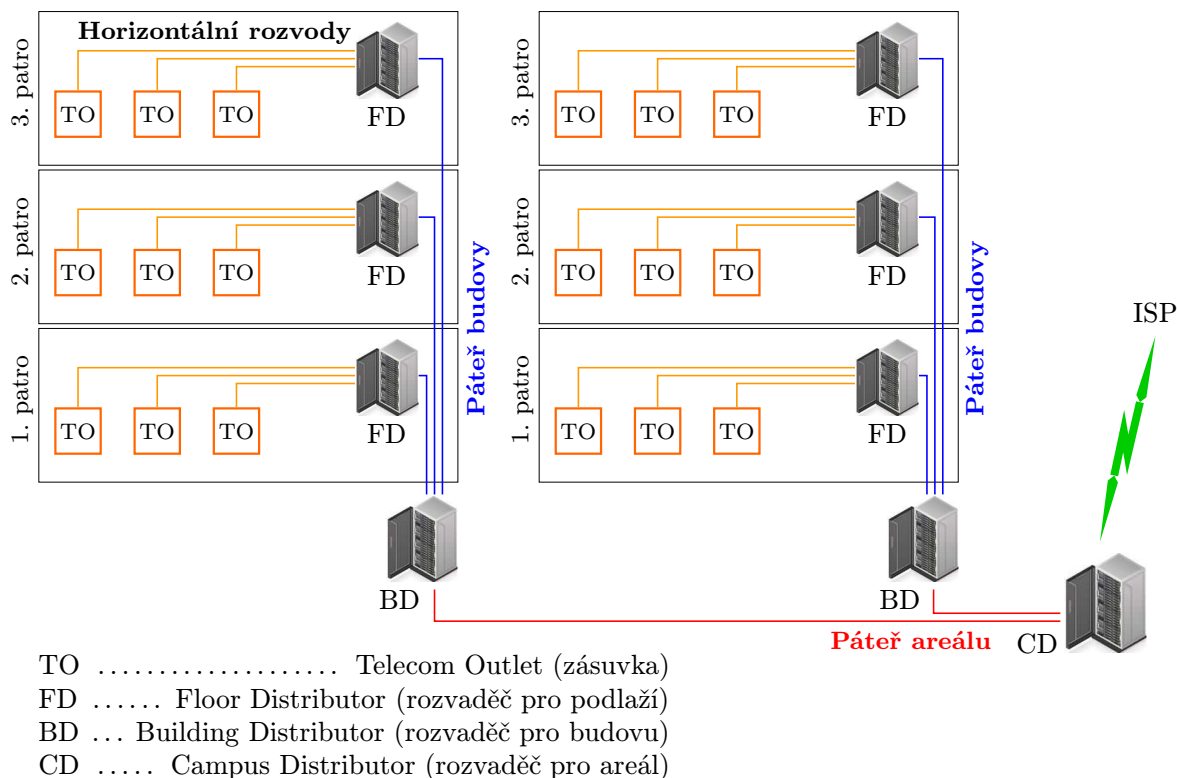 Horizontální rozvody
3. patro
TO TO TO FD
3. patro
TO TO TO FD
2. patro
TO TO TO FD
Páteř budovy
2. patro
TO TO TO FD
Páteř budovy
ISP
1. patro
TO TO TO FD
1. patro
TO TO TO FD
BD
BD
Páteř areálu
CD
TO ..................... Telecom Outlet (zásuvka)
FD ...... Floor Distributor (rozvaděč pro podlaží)
BD ... Building Distributor (rozvaděč pro budovu)
CD ..... Campus Distributor (rozvaděč pro areál)